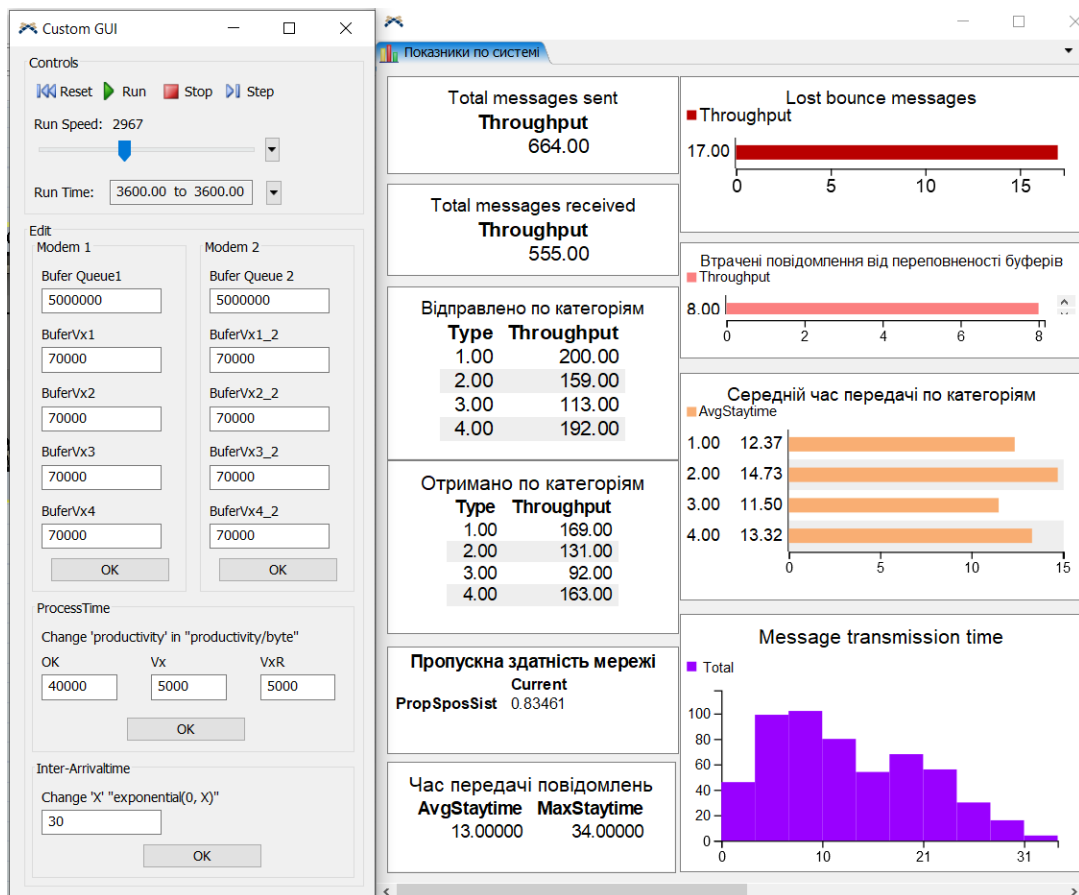 Custom GUI
Controls
Reset Run Stop Step
Run Speed: 2967
Run Time: 3600.00 to 3600.00
Edit
Modem 1
Bufer Queue1
5000000
BuferVx1
70000
BuferVx2
70000
BuferVx3
70000
BuferVx4
70000
OK
Modem 2
Bufer Queue 2
5000000
BuferVx1_2
70000
BuferVx2_2
70000
BuferVx3_2
70000
BuferVx4_2
70000
OK
ProcessTime
Change 'productivity' in "productivity/byte"
OK Vx VxR
40000 5000 5000
OK
Inter-Arrivaltime
Change 'X' "exponential(0, X)"
30
OK
Показники по системі
Total messages sent
Throughput
664.00
Total messages received
Throughput
555.00
Відправлено по категоріям
Type Throughput
1.00 200.00
2.00 159.00
3.00 113.00
4.00 192.00
Отримано по категоріям
Type Throughput
1.00 169.00
2.00 131.00
3.00 92.00
4.00 163.00
Пропускна здатність мережі
Current
PropSposSist 0.83461
Час передачі повідомлень
AvgStaytime MaxStaytime
13.00000 34.00000
Lost bounce messages
Throughput
17.00
0 5 10 15
Втрачені повідомлення від переповненості буферів
Throughput
8.00
0 2 4 6 8
Середній час передачі по категоріям
AvgStaytime
1.00 12.37
2.00 14.73
3.00 11.50
4.00 13.32
0 5 10 15
Message transmission time
Total
100
80
60
40
20
0
0 10 21 31